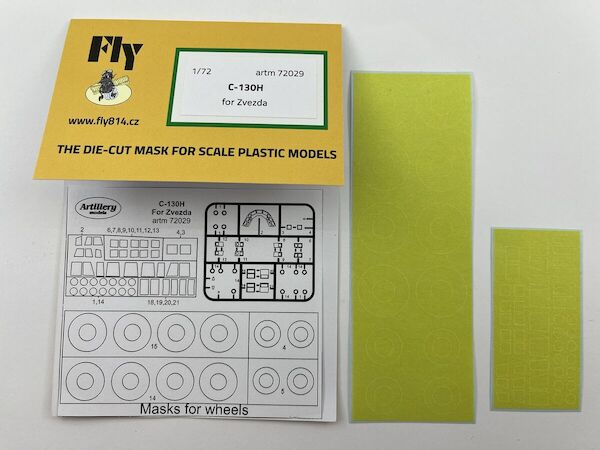 Fly
www.fly814.cz
1/72 artm 72029
C-130H
for Zvezda
THE DIE-CUT MASK FOR SCALE PLASTIC MODELS
Artillery
models
C-130H
For Zvezda
artm 72029
2 6,7,8,9,10,11,12,13 4,3
1,14 18,19,20,21
15 4
14 5
Masks for wheels